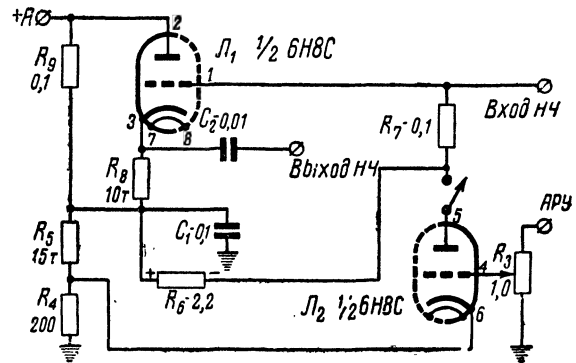 +А
2
Л₁ ½ 6Н8С
R₉
0,1
1
3
7
8
C₂-0,01
R₇-0,1
Вход НЧ
Выход НЧ
R₈
10т
АРУ
5
R₅
15т
C₁-0,1
R₃
4
1,0
+
−
R₆-2,2
R₄
200
Л₂ ½ 6Н8С
6